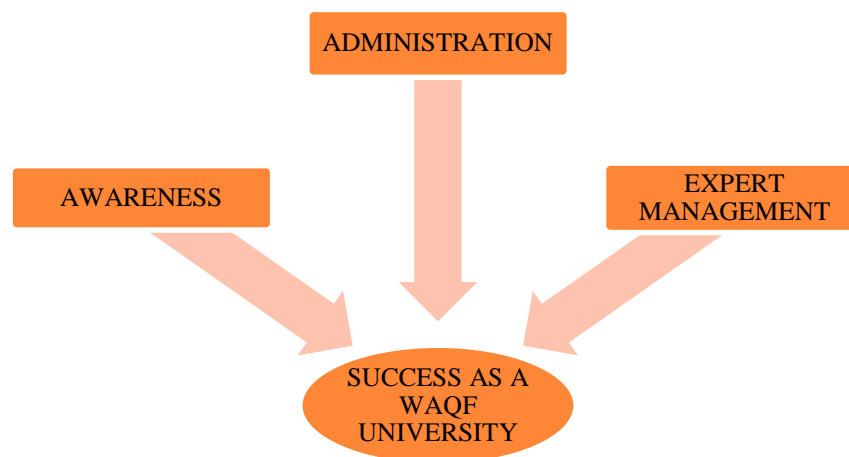 ADMINISTRATION
AWARENESS
EXPERT
MANAGEMENT
SUCCESS AS A
WAQF
UNIVERSITY